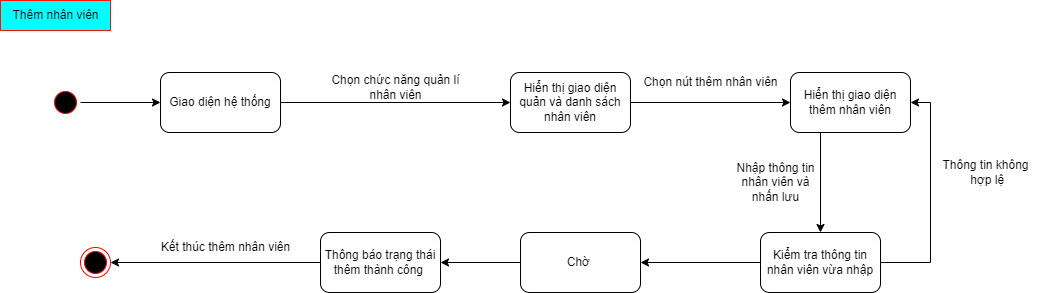 Thêm nhân viên
Giao diện hệ thống
Chọn chức năng quản lí
nhân viên
Hiển thị giao diện
quản và danh sách
nhân viên
Chọn nút thêm nhân viên
Hiển thị giao diện
thêm nhân viên
Nhập thông tin
nhân viên và
nhấn lưu
Thông tin không
hợp lệ
Kết thúc thêm nhân viên
Thông báo trạng thái
thêm thành công
Chờ
Kiểm tra thông tin
nhân viên vừa nhập